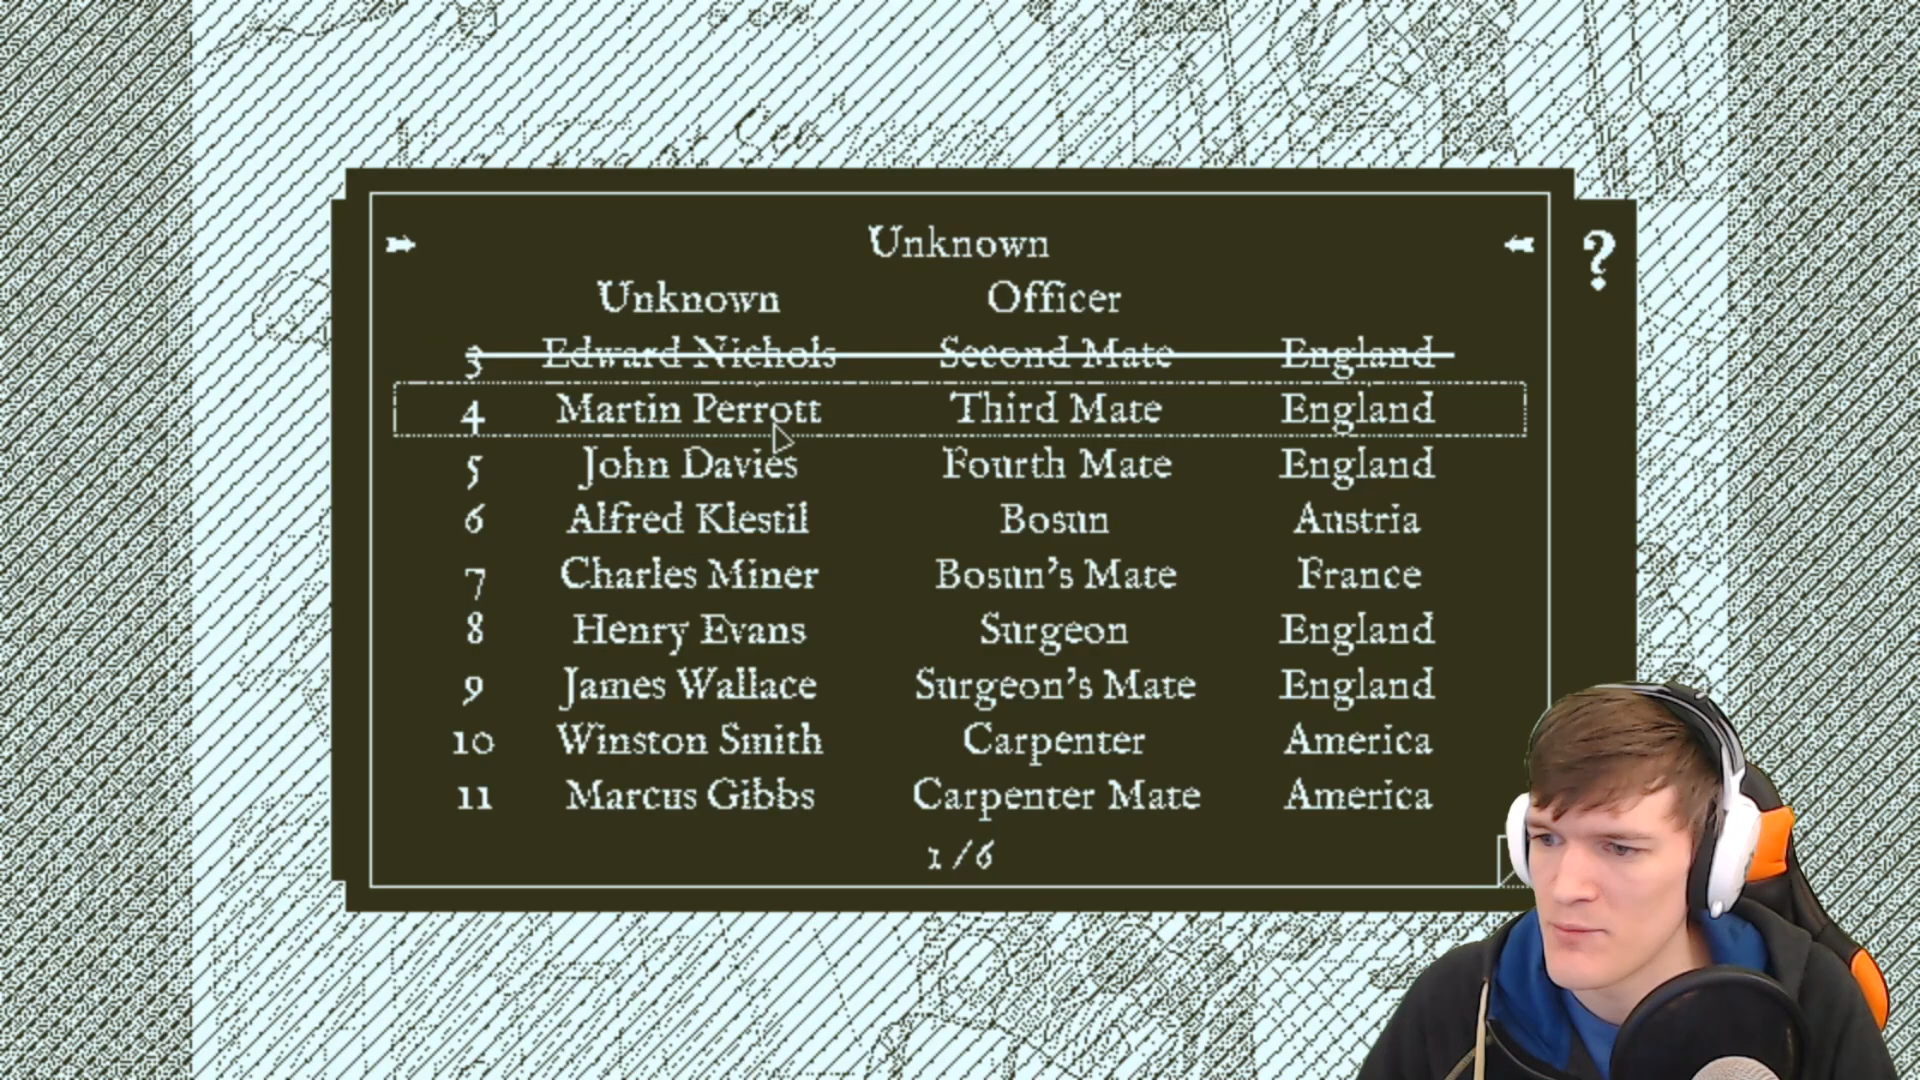 at Sea
Unknown
?
Unknown Officer
3 Edward Nichols Second Mate England
4 Martin Perrott Third Mate England
5 John Davies Fourth Mate England
6 Alfred Klestil Bosun Austria
7 Charles Miner Bosun's Mate France
8 Henry Evans Surgeon England
9 James Wallace Surgeon's Mate England
10 Winston Smith Carpenter America
11 Marcus Gibbs Carpenter Mate America
1/6